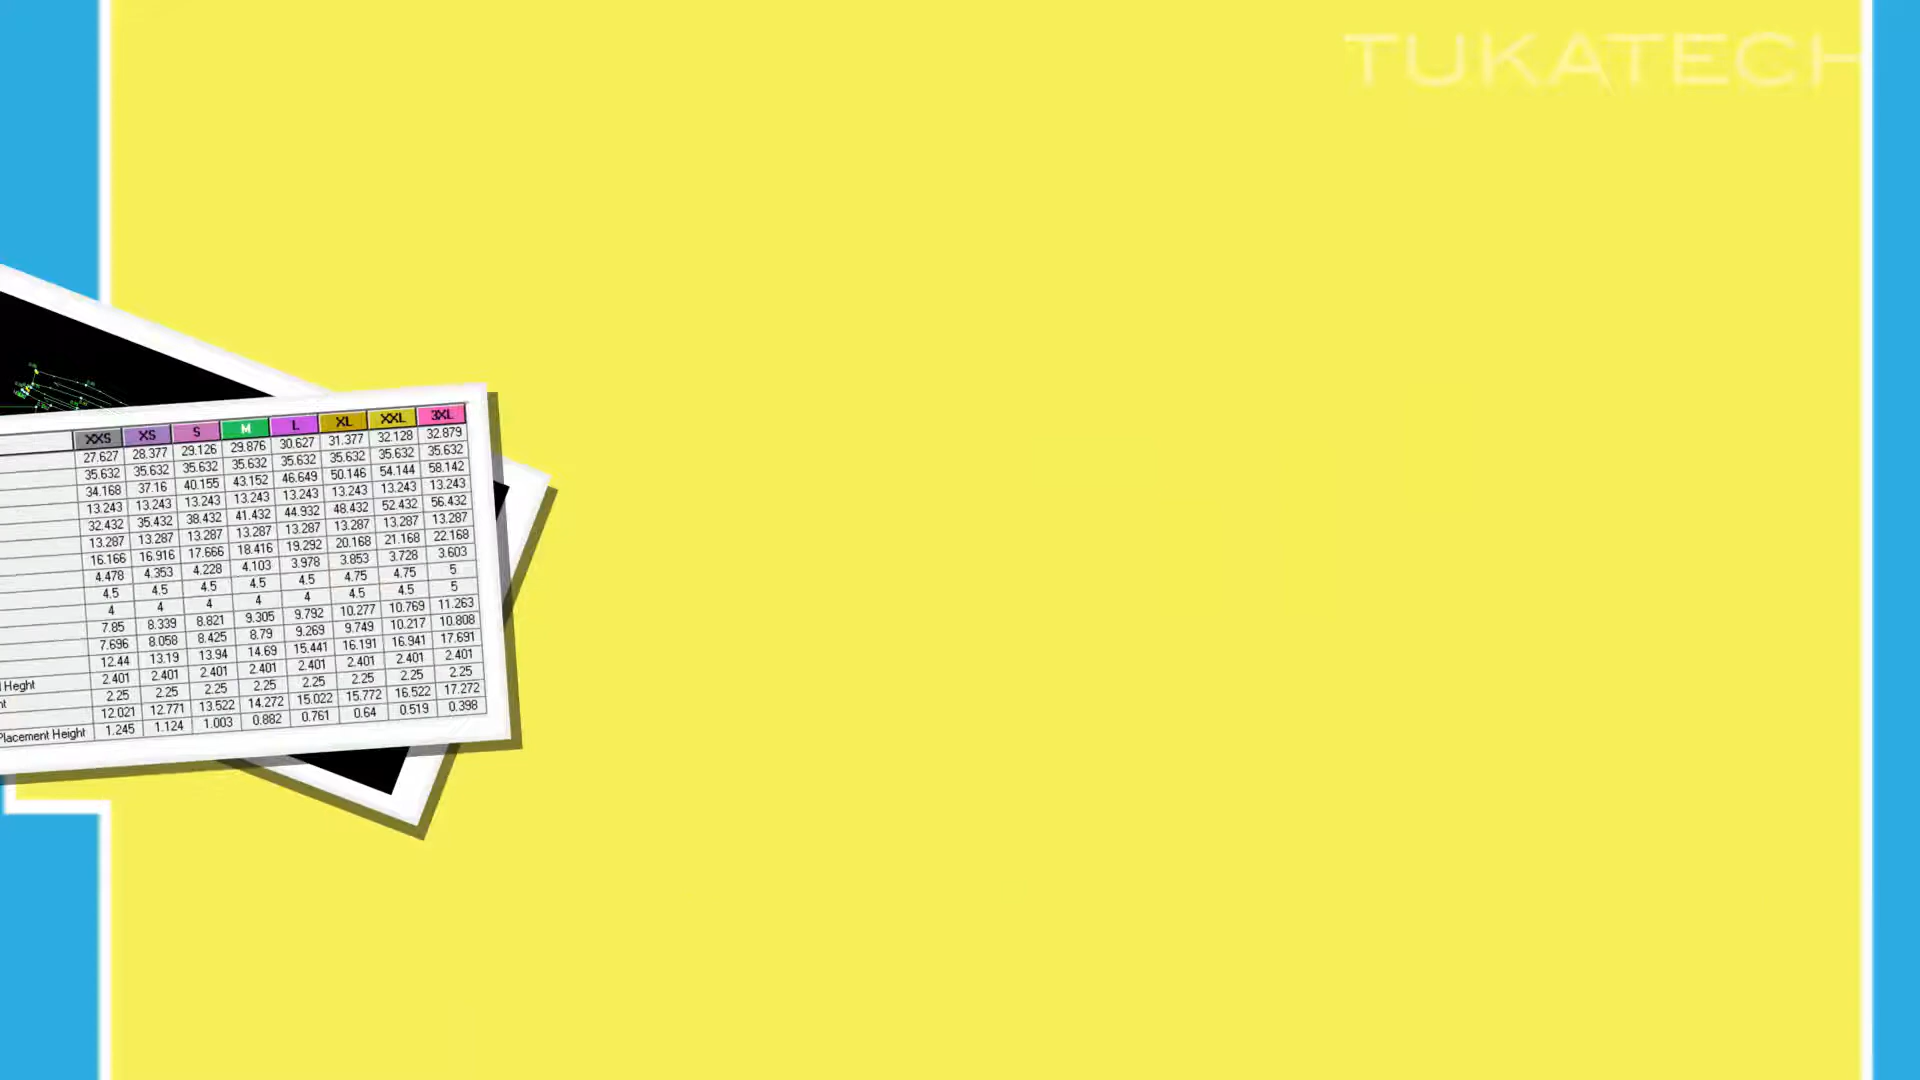 TUKATECH
XXS XS S M L XL XXL 3XL
27.627 28.377 29.126 29.876 30.627 31.377 32.128 32.879
35.632 35.632 35.632 35.632 35.632 35.632 35.632 35.632
34.168 37.16 40.155 43.152 46.649 50.146 54.144 58.142
13.243 13.243 13.243 13.243 13.243 13.243 13.243 13.243
32.432 35.432 38.432 41.432 44.932 48.432 52.432 56.432
13.287 13.287 13.287 13.287 13.287 13.287 13.287 13.287
16.166 16.916 17.666 18.416 19.292 20.168 21.168 22.168
4.478 4.353 4.228 4.103 3.978 3.853 3.728 3.603
4.5 4.5 4.5 4.5 4.5 4.75 4.75 5
4 4 4 4 4 4.5 4.5 5
7.85 8.339 8.821 9.305 9.792 10.277 10.769 11.263
7.696 8.058 8.425 8.79 9.269 9.749 10.217 10.808
12.44 13.19 13.94 14.69 15.441 16.191 16.941 17.691
Heght 2.401 2.401 2.401 2.401 2.401 2.401 2.401 2.401
2.25 2.25 2.25 2.25 2.25 2.25 2.25 2.25
12.021 12.771 13.522 14.272 15.022 15.772 16.522 17.272
Placement Height 1.245 1.124 1.003 0.882 0.761 0.64 0.519 0.398